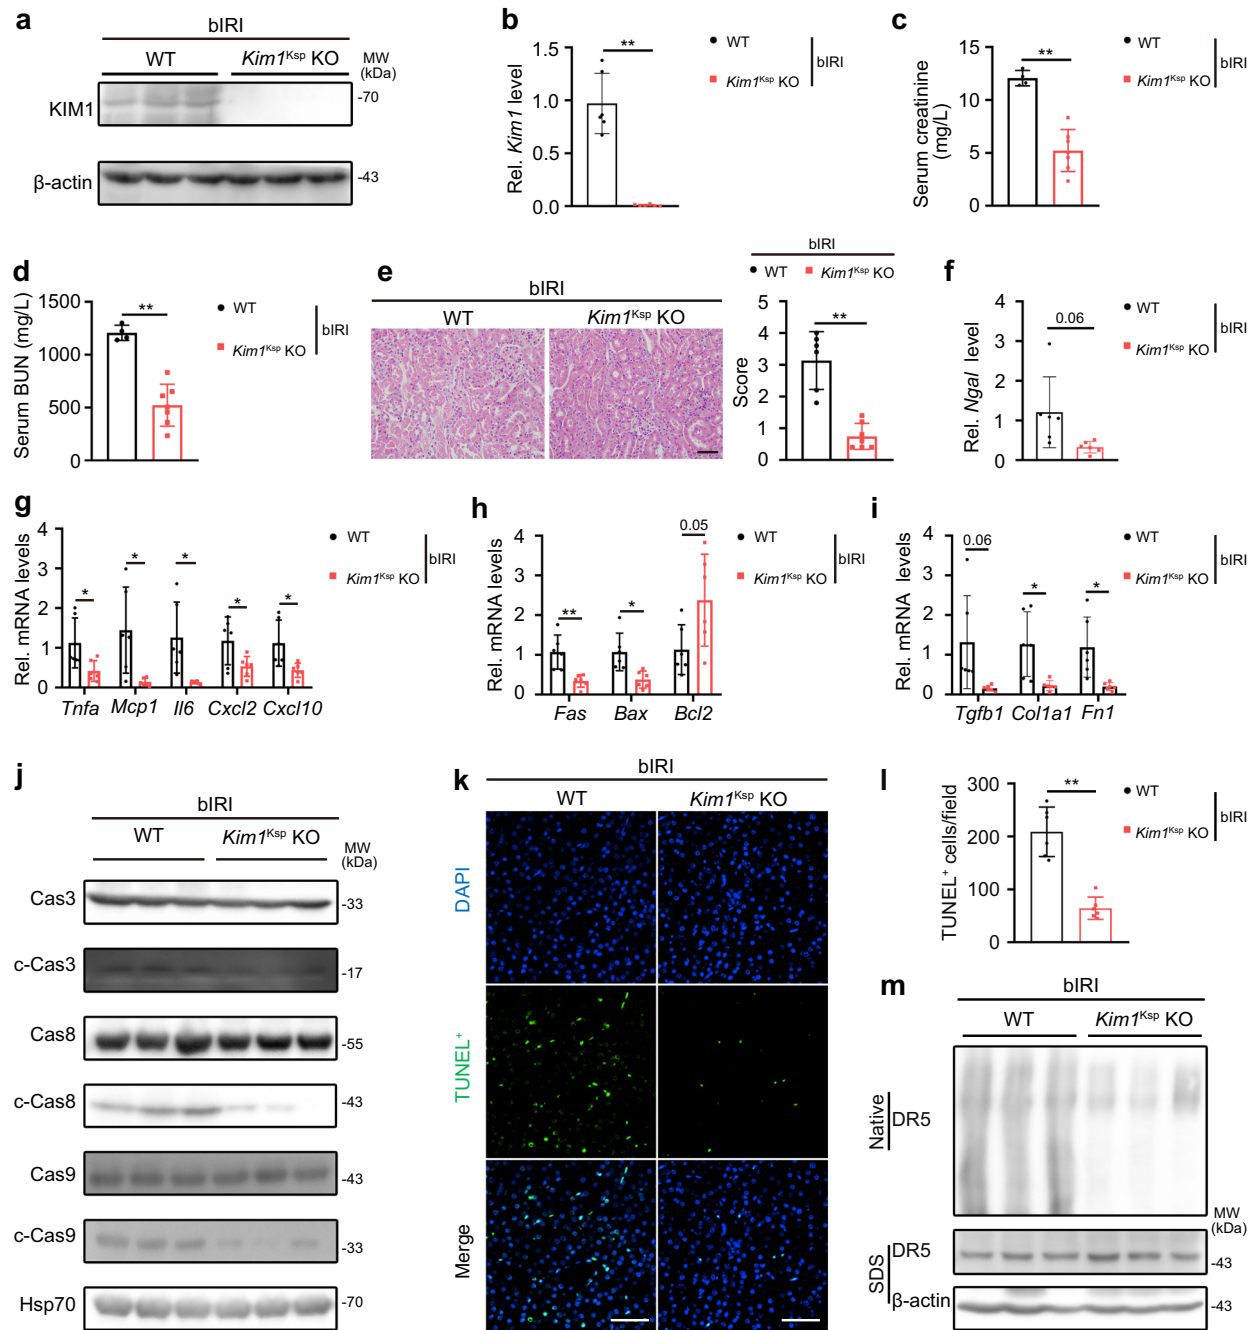 a
bIRI
WT
Kim1ᴷˢᵖ KO
MW
(kDa)
KIM1
-70
β-actin
-43
b
Rel. Kim1 level
1.5
1.0
0.5
0.0
**
WT
Kim1ᴷˢᵖ KO
bIRI
c
Serum creatinine
(mg/L)
15
10
5
0
**
WT
Kim1ᴷˢᵖ KO
bIRI
d
Serum BUN (mg/L)
1500
1000
500
0
**
WT
Kim1ᴷˢᵖ KO
bIRI
e
bIRI
WT
Kim1ᴷˢᵖ KO
bIRI
WT
Kim1ᴷˢᵖ KO
Score
5
4
3
2
1
0
**
f
Rel. Ngal level
4
3
2
1
0
0.06
WT
Kim1ᴷˢᵖ KO
bIRI
g
Rel. mRNA levels
4
3
2
1
0
*
*
*
*
*
Tnfa Mcp1 Il6 Cxcl2 Cxcl10
WT
Kim1ᴷˢᵖ KO
bIRI
h
Rel. mRNA levels
4
3
2
1
0
**
*
0.05
Fas Bax Bcl2
WT
Kim1ᴷˢᵖ KO
bIRI
i
Rel. mRNA levels
4
3
2
1
0
0.06
*
*
Tgfb1 Col1a1 Fn1
WT
Kim1ᴷˢᵖ KO
bIRI
j
bIRI
WT
Kim1ᴷˢᵖ KO
MW
(kDa)
Cas3
-33
c-Cas3
-17
Cas8
-55
c-Cas8
-43
Cas9
-43
c-Cas9
-33
Hsp70
-70
k
bIRI
WT
Kim1ᴷˢᵖ KO
DAPI
TUNEL⁺
Merge
l
TUNEL⁺ cells/field
300
200
100
0
**
WT
Kim1ᴷˢᵖ KO
bIRI
m
bIRI
WT
Kim1ᴷˢᵖ KO
Native
DR5
MW
(kDa)
SDS
DR5
-43
β-actin
-43